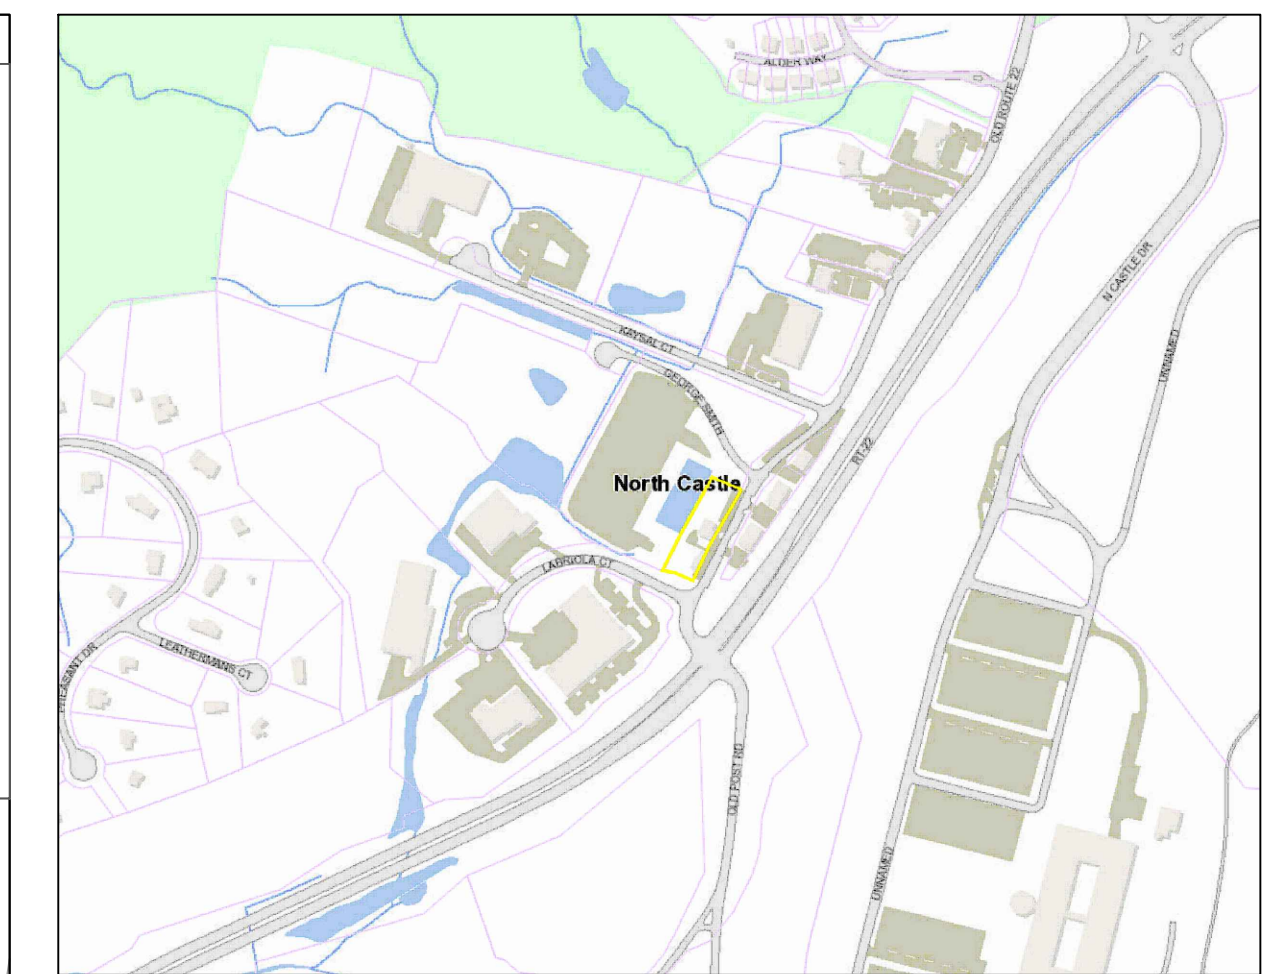 ALDER WAY
OLD ROUTE 22
N CASTLE DR
UNNAMED
KAYSAL CT
GEORGE SMITH
RT-22
North Castle
LABRIOLA CT
LEATHERMANS CT
PHEASANT DR
OLD POST RD
UNNAMED